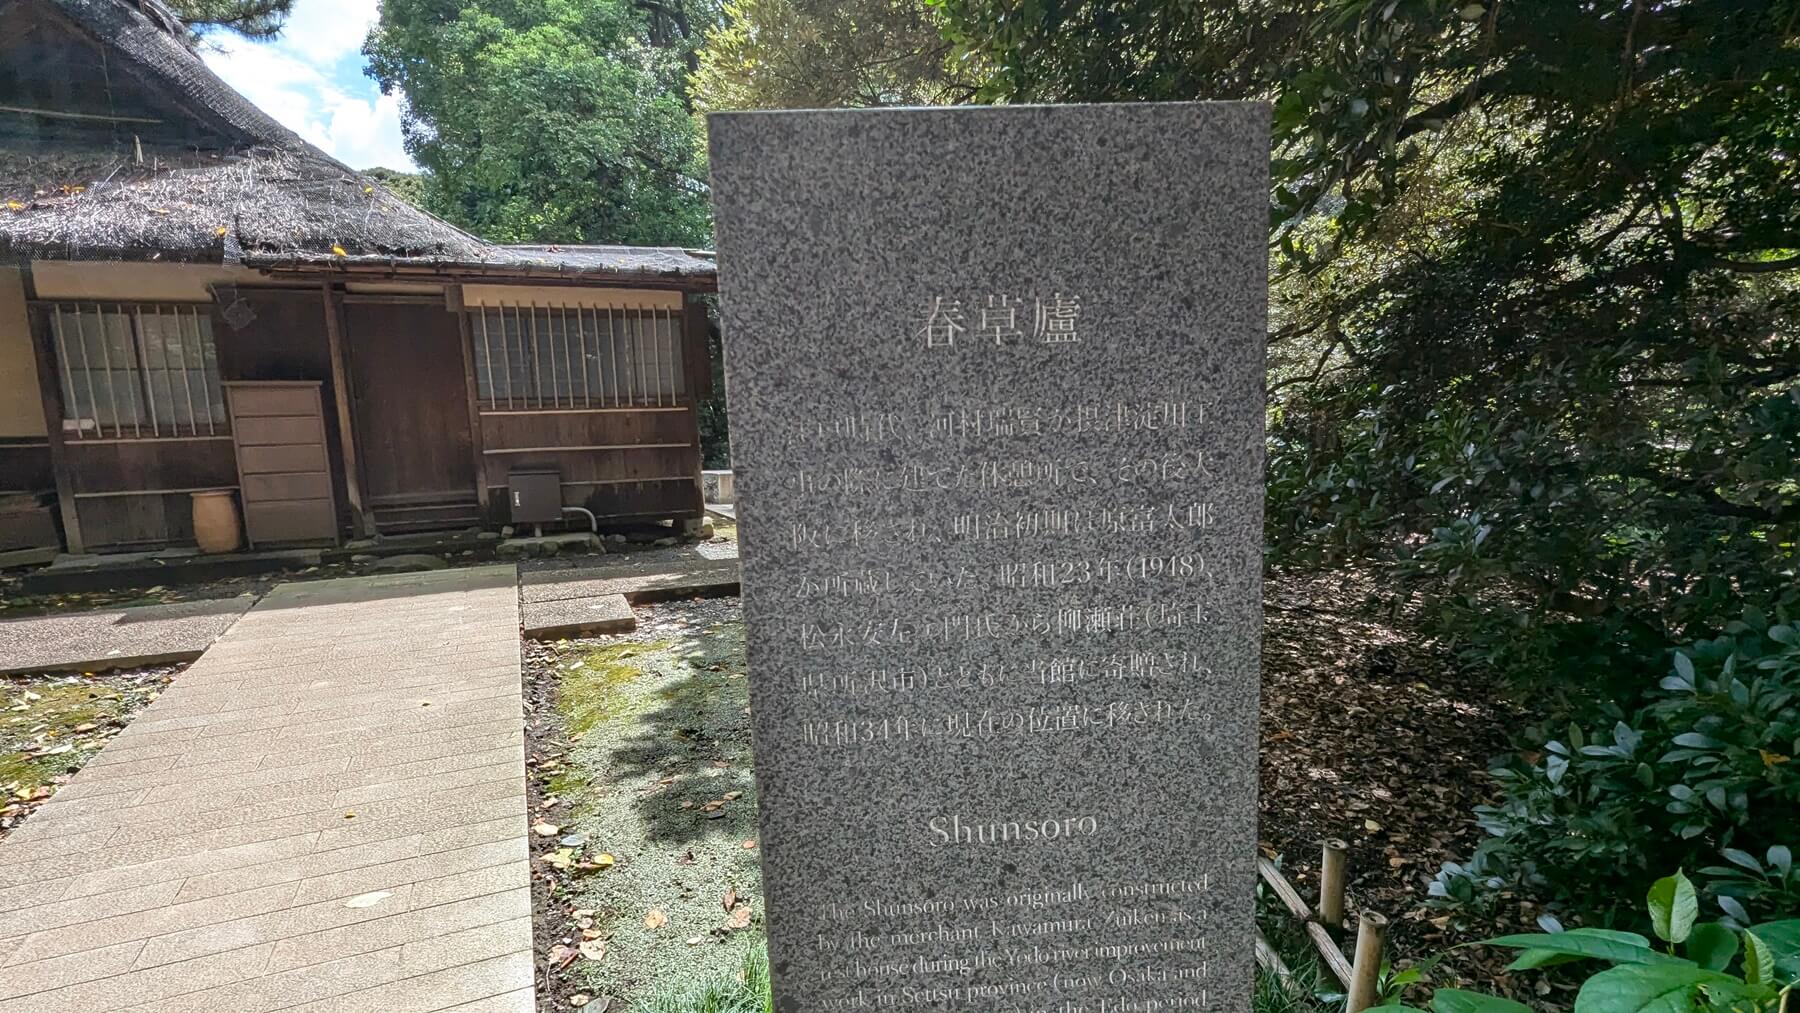 春草廬
江戸時代、河村瑞賢が摂津淀川工
事の際に建てた休憩所で、その後大
阪に移され、明治初期は原富太郎
が所蔵していた。昭和23年(1948)、
松永安左エ門氏から柳瀬荘(埼玉
県所沢市)とともに当館に寄贈され、
昭和34年に現在の位置に移された。
Shunsoro
The Shunsoro was originally constructed
by the merchant Kawamura Zuiken as a
rest house during the Yodo river improvement
work in Settsu province (now Osaka and
in the Edo period